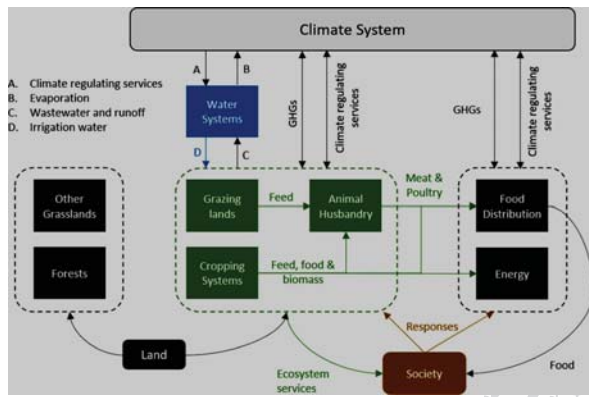 Climate System
A. Climate regulating services
B. Evaporation
C. Wastewater and runoff
D. Irrigation water
A
B
Water
Systems
D
C
GHGs
Climate regulating
services
GHGs
Climate regulating
services
Other
Grasslands
Forests
Grazing
lands
Feed
Animal
Husbandry
Meat &
Poultry
Food
Distribution
Cropping
Systems
Feed, food &
biomass
Energy
Land
Responses
Ecosystem
services
Society
Food